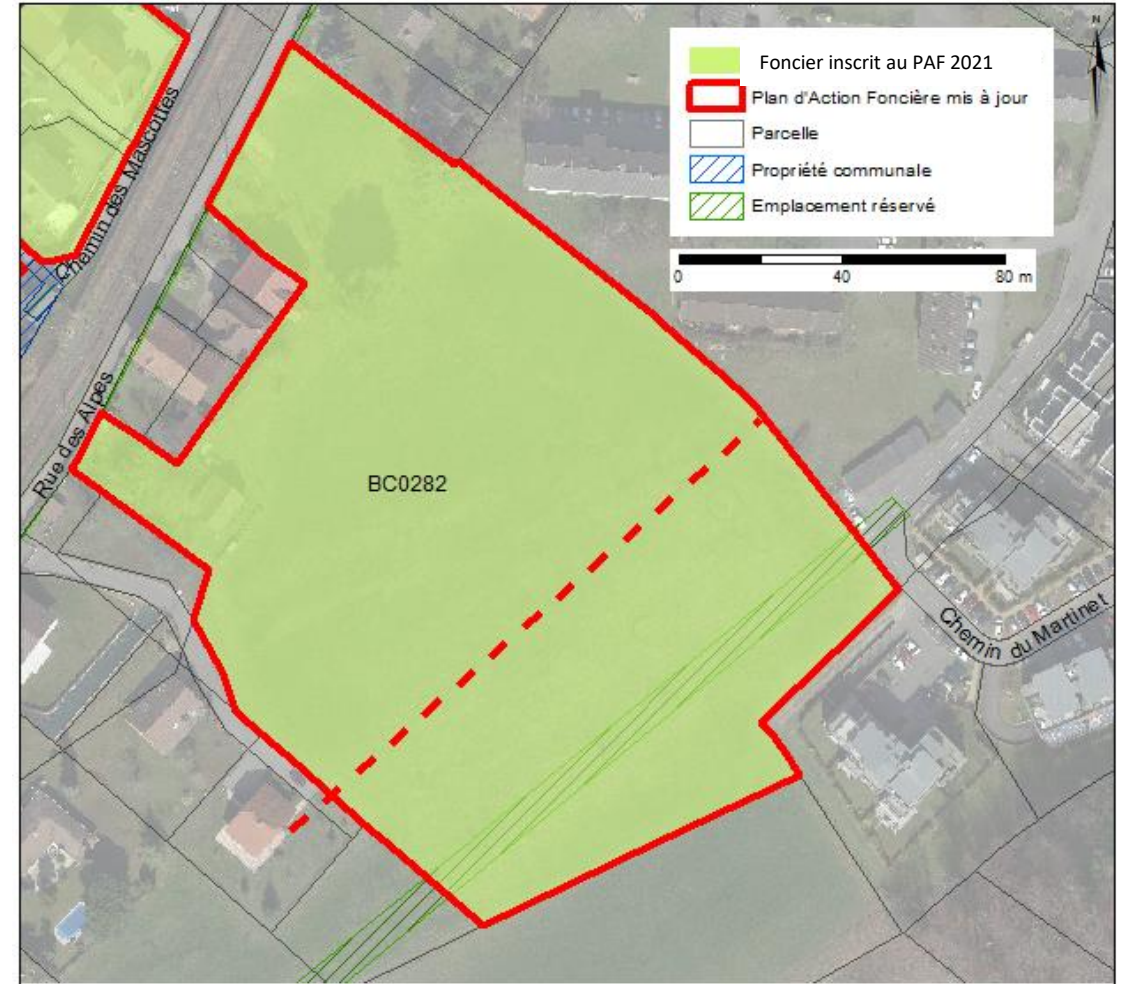 N
Foncier inscrit au PAF 2021
Plan d'Action Foncière mis à jour
Parcelle
Propriété communale
Emplacement réservé
0 40 80 m
Chemin des Mascottes
Rue des Alpes
BC0282
Chemin du Martinet